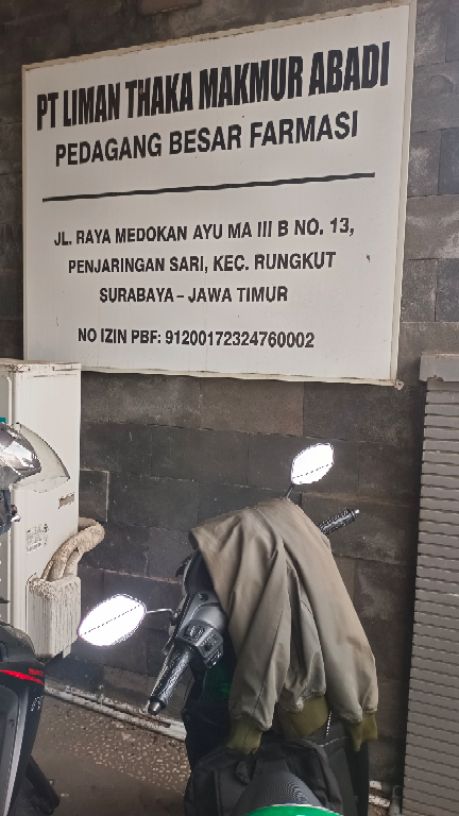 PT LIMAN THAKA MAKMUR ABADI
PEDAGANG BESAR FARMASI
JL. RAYA MEDOKAN AYU MA III B NO. 13,
PENJARINGAN SARI, KEC. RUNGKUT
SURABAYA – JAWA TIMUR
NO IZIN PBF: 91200172324760002